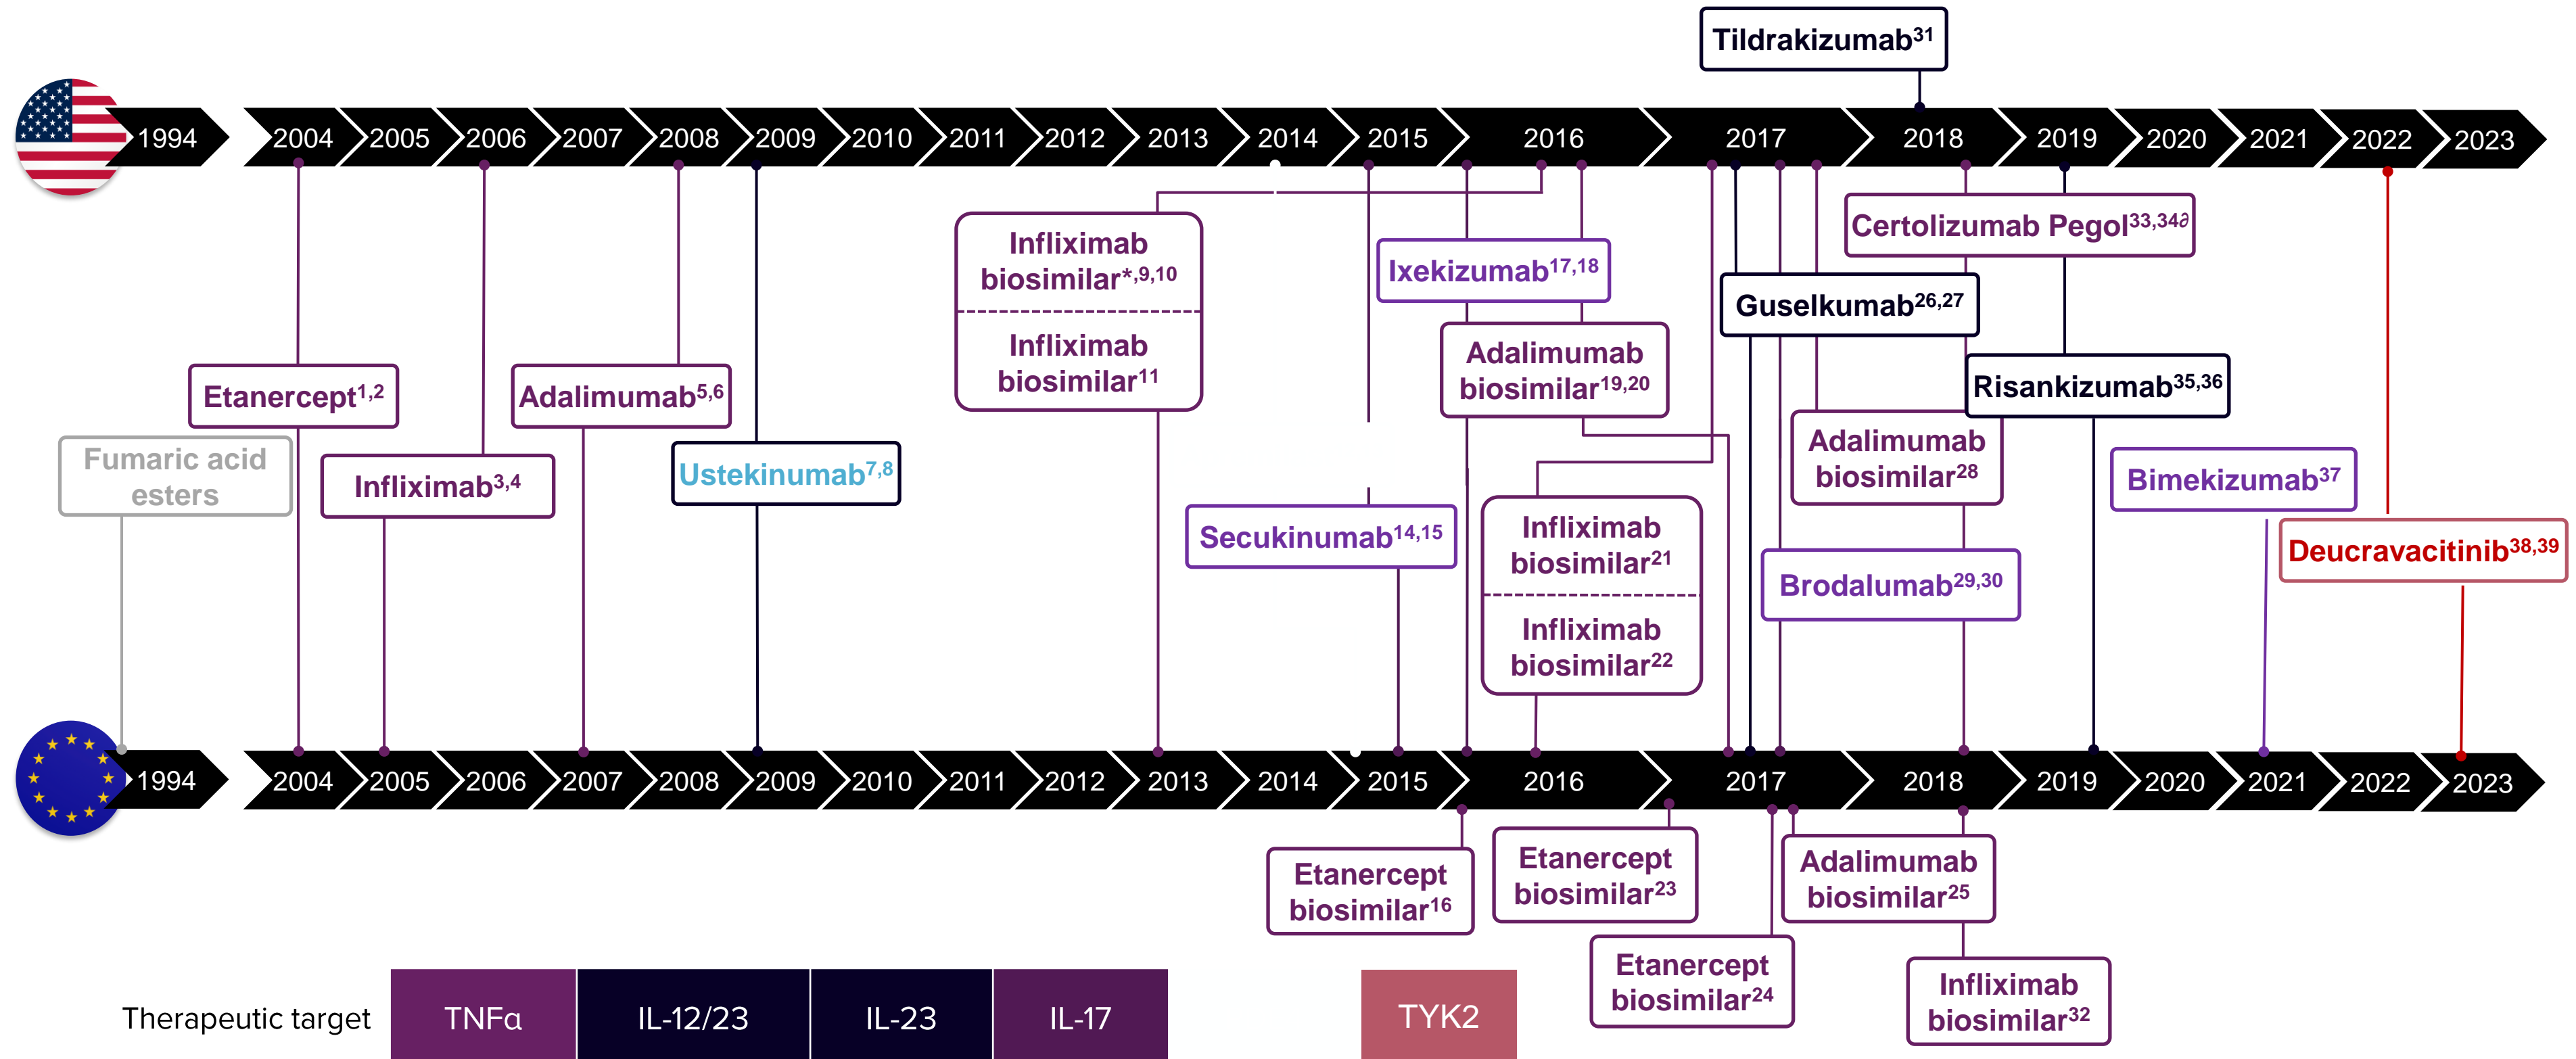 Tildrakizumab31
1994 2004 2005 2006 2007 2008 2009 2010 2011 2012 2013 2014 2015 2016 2017 2018 2019 2020 2021 2022 2023
Certolizumab Pegol33,34∂
Infliximab
biosimilar*,9,10
Infliximab
biosimilar11
Ixekizumab17,18
Guselkumab26,27
Adalimumab
biosimilar19,20
Etanercept1,2
Adalimumab5,6
Risankizumab35,36
Fumaric acid
esters
Infliximab3,4
Ustekinumab7,8
Adalimumab
biosimilar28
Bimekizumab37
Secukinumab14,15
Infliximab
biosimilar21
Infliximab
biosimilar22
Deucravacitinib38,39
Brodalumab29,30
1994 2004 2005 2006 2007 2008 2009 2010 2011 2012 2013 2014 2015 2016 2017 2018 2019 2020 2021 2022 2023
Etanercept
biosimilar16
Etanercept
biosimilar23
Adalimumab
biosimilar25
Etanercept
biosimilar24
Infliximab
biosimilar32
Therapeutic target TNFα IL-12/23 IL-23 IL-17 TYK2